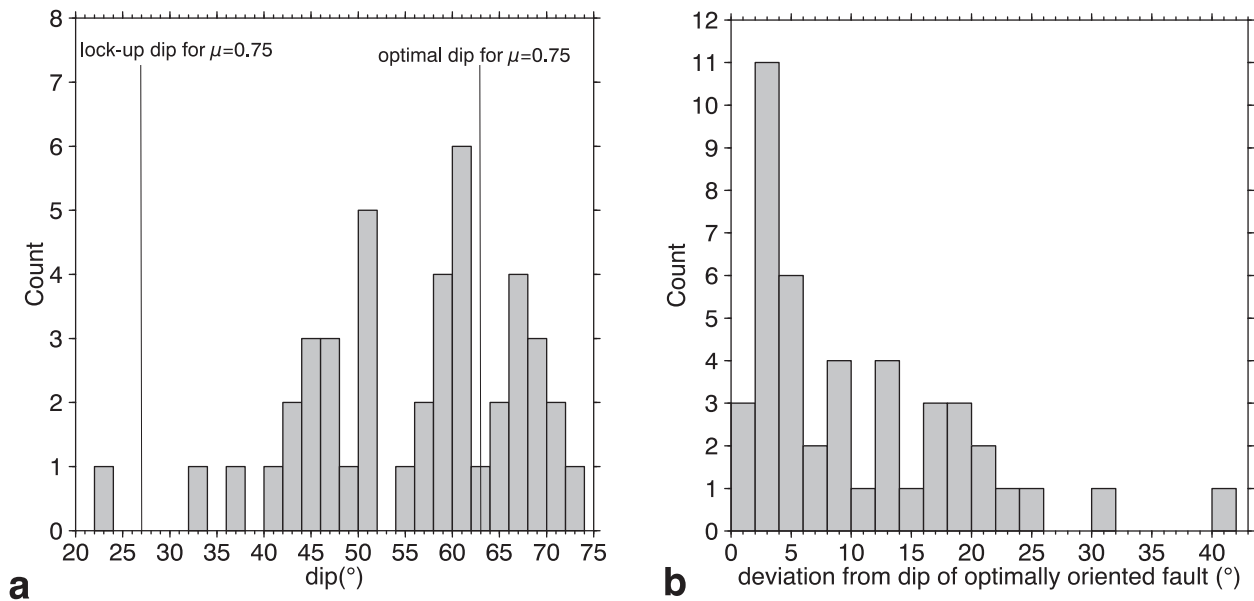 8
7
6
5
4
3
2
1
0
Count
lock-up dip for μ=0.75
optimal dip for μ=0.75
20 25 30 35 40 45 50 55 60 65 70 75
dip(°)
a
12
11
10
9
8
7
6
5
4
3
2
1
0
Count
0 5 10 15 20 25 30 35 40
deviation from dip of optimally oriented fault (°)
b